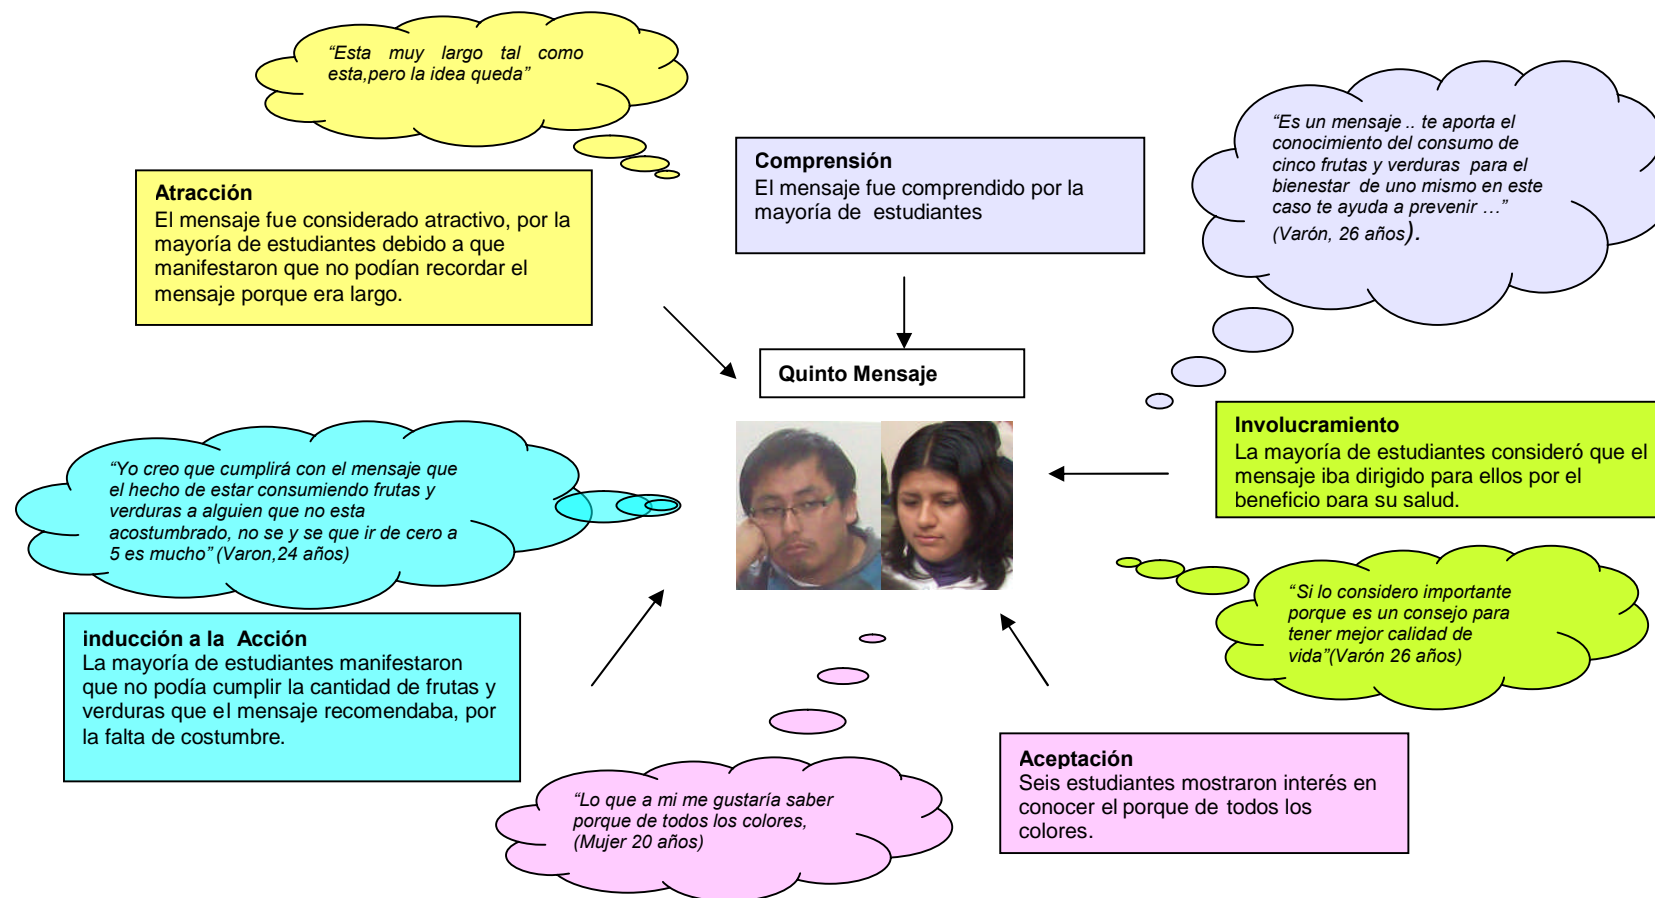 “Esta muy largo tal como
esta,pero la idea queda”
Atracción
El mensaje fue considerado atractivo, por la
mayoría de estudiantes debido a que
manifestaron que no podían recordar el
mensaje porque era largo.
Comprensión
El mensaje fue comprendido por la
mayoría de estudiantes
“Es un mensaje .. te aporta el
conocimiento del consumo de
cinco frutas y verduras para el
bienestar de uno mismo en este
caso te ayuda a prevenir …”
(Varón, 26 años).
Quinto Mensaje
Involucramiento
La mayoría de estudiantes consideró que el
mensaje iba dirigido para ellos por el
beneficio para su salud.
“Yo creo que cumplirá con el mensaje que
el hecho de estar consumiendo frutas y
verduras a alguien que no esta
acostumbrado, no se y se que ir de cero a
5 es mucho” (Varon,24 años)
“Si lo considero importante
porque es un consejo para
tener mejor calidad de
vida”(Varón 26 años)
inducción a la Acción
La mayoría de estudiantes manifestaron
que no podía cumplir la cantidad de frutas y
verduras que el mensaje recomendaba, por
la falta de costumbre.
“Lo que a mi me gustaría saber
porque de todos los colores,
(Mujer 20 años)
Aceptación
Seis estudiantes mostraron interés en
conocer el porque de todos los
colores.